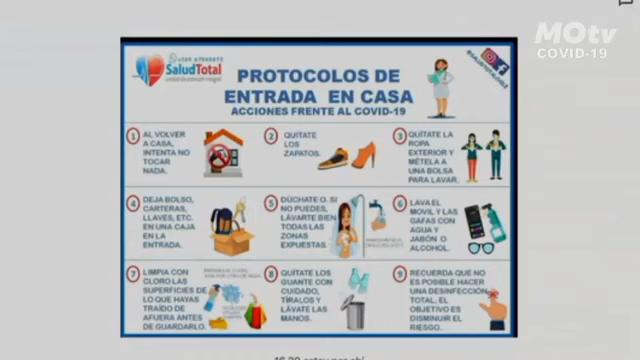 MOtv
COVID-19
SaludTotal
PROTOCOLOS DE
ENTRADA EN CASA
ACCIONES FRENTE AL COVID-19
1 AL VOLVER
A CASA,
INTENTA NO
TOCAR
NADA.
2 QUÍTATE
LOS
ZAPATOS.
3 QUÍTATE LA
ROPA
EXTERIOR Y
MÉTELA A
UNA BOLSA
PARA LAVAR.
4 DEJA BOLSO,
CARTERAS,
LLAVES, ETC.
EN UNA CAJA
EN LA
ENTRADA.
5 DÚCHATE O, SI
NO PUEDES,
LÁVARTE BIEN
TODAS LAS
ZONAS
EXPUESTAS.
6 LAVA EL
MOVIL Y LAS
GAFAS CON
AGUA Y
JABÓN O
ALCOHOL.
7 LIMPIA CON
CLORO LAS
SUPERFICIES DE
LO QUE HAYAS
TRAÍDO DE
AFUERA ANTES
DE GUARDARLO.
8 QUÍTATE LOS
GUANTE CON
CUIDADO,
TÍRALOS Y
LÁVATE LAS
MANOS.
9 RECUERDA QUE NO
ES POSIBLE HACER
UNA DESINFECCIÓN
TOTAL, EL
OBJETIVO ES
DISMINUIR EL
RIESGO.